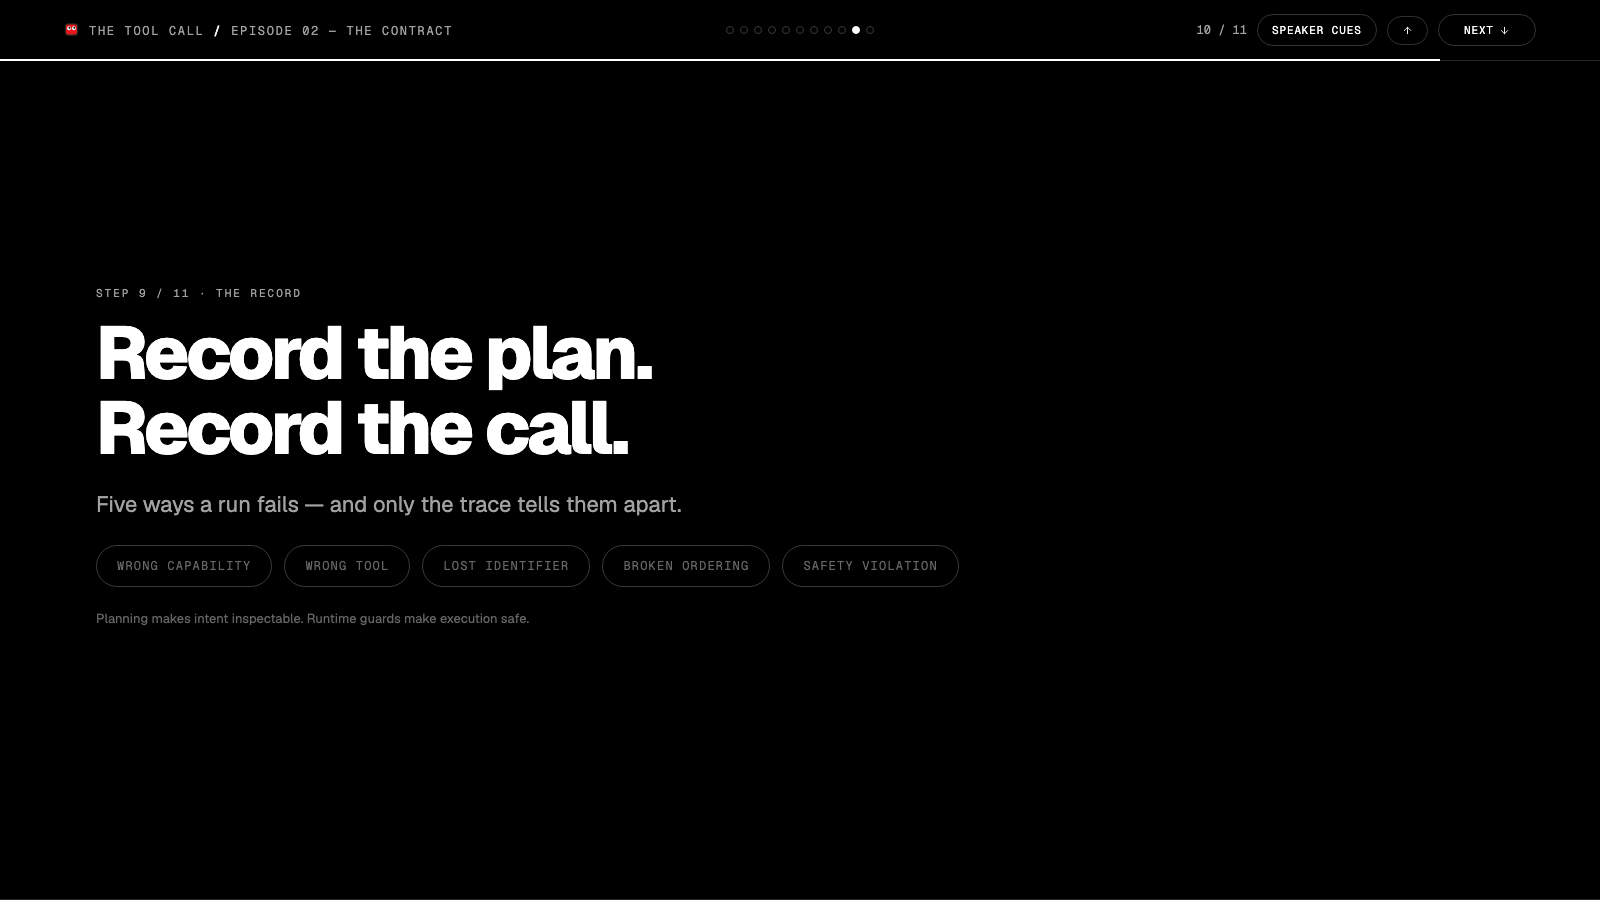 THE TOOL CALL / EPISODE 02 — THE CONTRACT
10 / 11
SPEAKER CUES
↑
NEXT ↓
STEP 9 / 11 · THE RECORD
Record the plan.
Record the call.
Five ways a run fails — and only the trace tells them apart.
WRONG CAPABILITY
WRONG TOOL
LOST IDENTIFIER
BROKEN ORDERING
SAFETY VIOLATION
Planning makes intent inspectable. Runtime guards make execution safe.